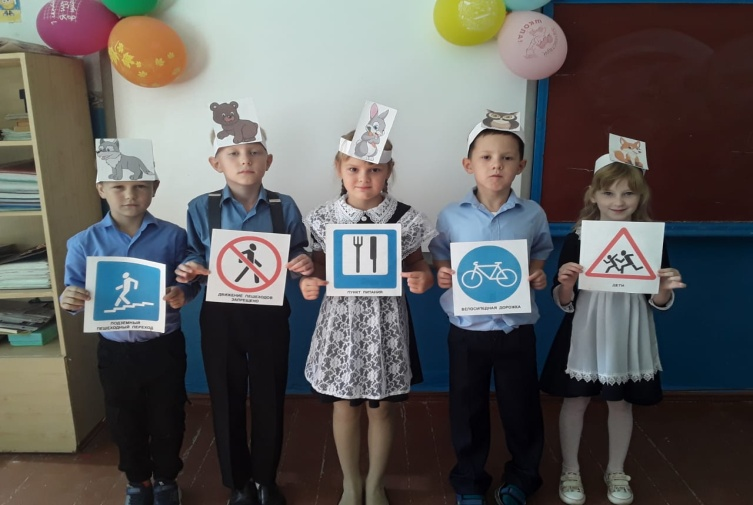 ПОДЗЕМНЫЙ
ПЕШЕХОДНЫЙ ПЕРЕХОД
ДВИЖЕНИЕ ПЕШЕХОДОВ
ЗАПРЕЩЕНО
ПУНКТ ПИТАНИЯ
ВЕЛОСИПЕДНАЯ ДОРОЖКА
ДЕТИ